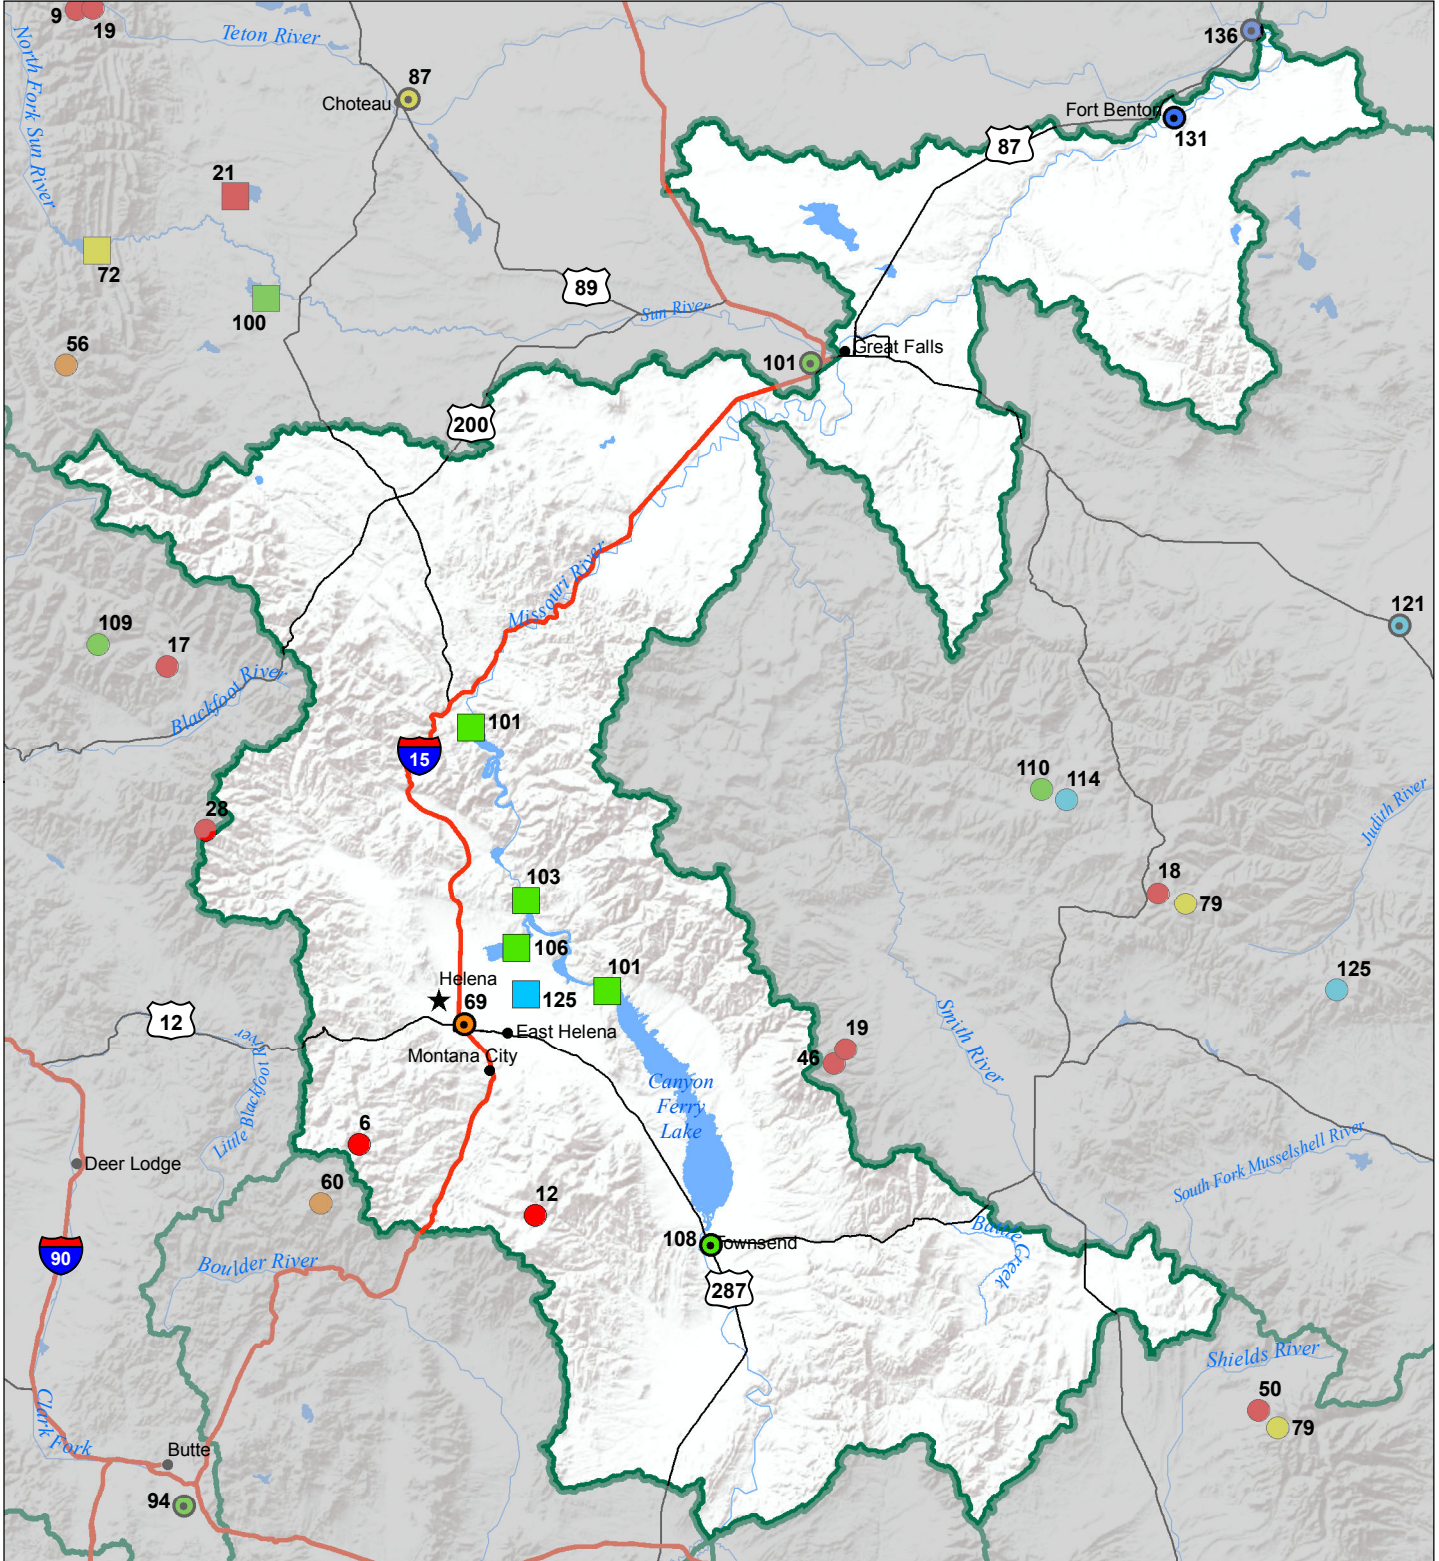 9
19
Teton River
136
North Fork Sun River
87
Choteau
Fort Benton
131
87
21
72
89
100
Sun River
56
101
Great Falls
200
Missouri River
121
109
17
Blackfoot River
101
15
110
114
Judith River
28
18
79
103
106
101
125
125
Helena
69
12
East Helena
Smith River
19
46
Montana City
Little Blackfoot River
Canyon
Ferry
Lake
6
South Fork Musselshell River
Deer Lodge
60
12
108
Townsend
Battle Creek
90
Boulder River
287
Shields River
50
79
Clark Fork
Butte
94